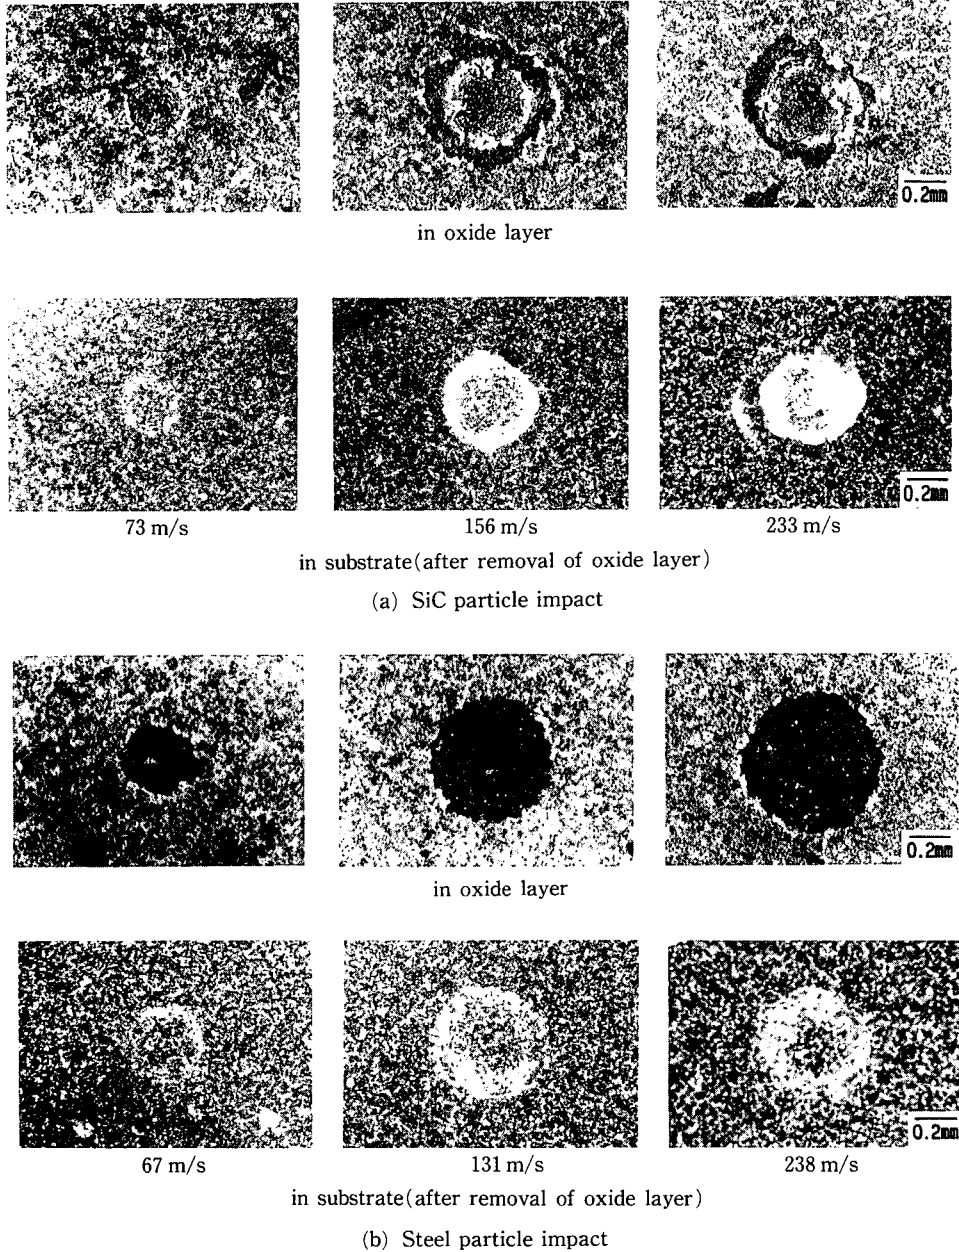 0.2mm
in oxide layer
0.2mm
73 m/s
156 m/s
233 m/s
in substrate(after removal of oxide layer)
(a) SiC particle impact
0.2mm
in oxide layer
0.2mm
67 m/s
131 m/s
238 m/s
in substrate(after removal of oxide layer)
(b) Steel particle impact